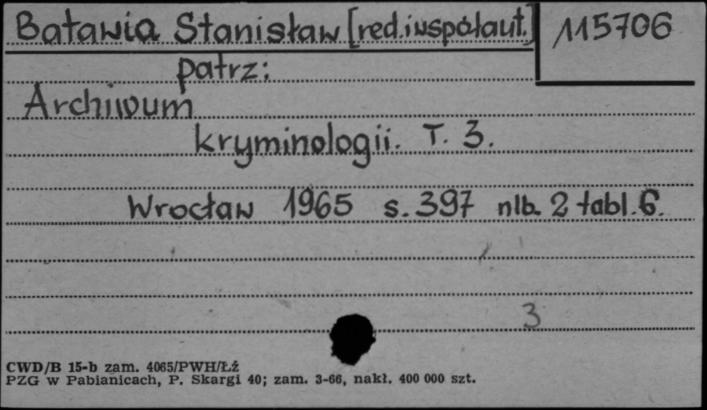 Batawia Stanisław [red.i współaut.] 115706
patrz:
Archiwum
kryminologii. T. 3.
Wrocław 1965 s.397 nlb. 2 tabl.6.
3
CWD/B 15-b zam. 4065/PWH/Łź
PZG w Pabianicach, P. Skargi 40; zam. 3-66, nakł. 400 000 szt.